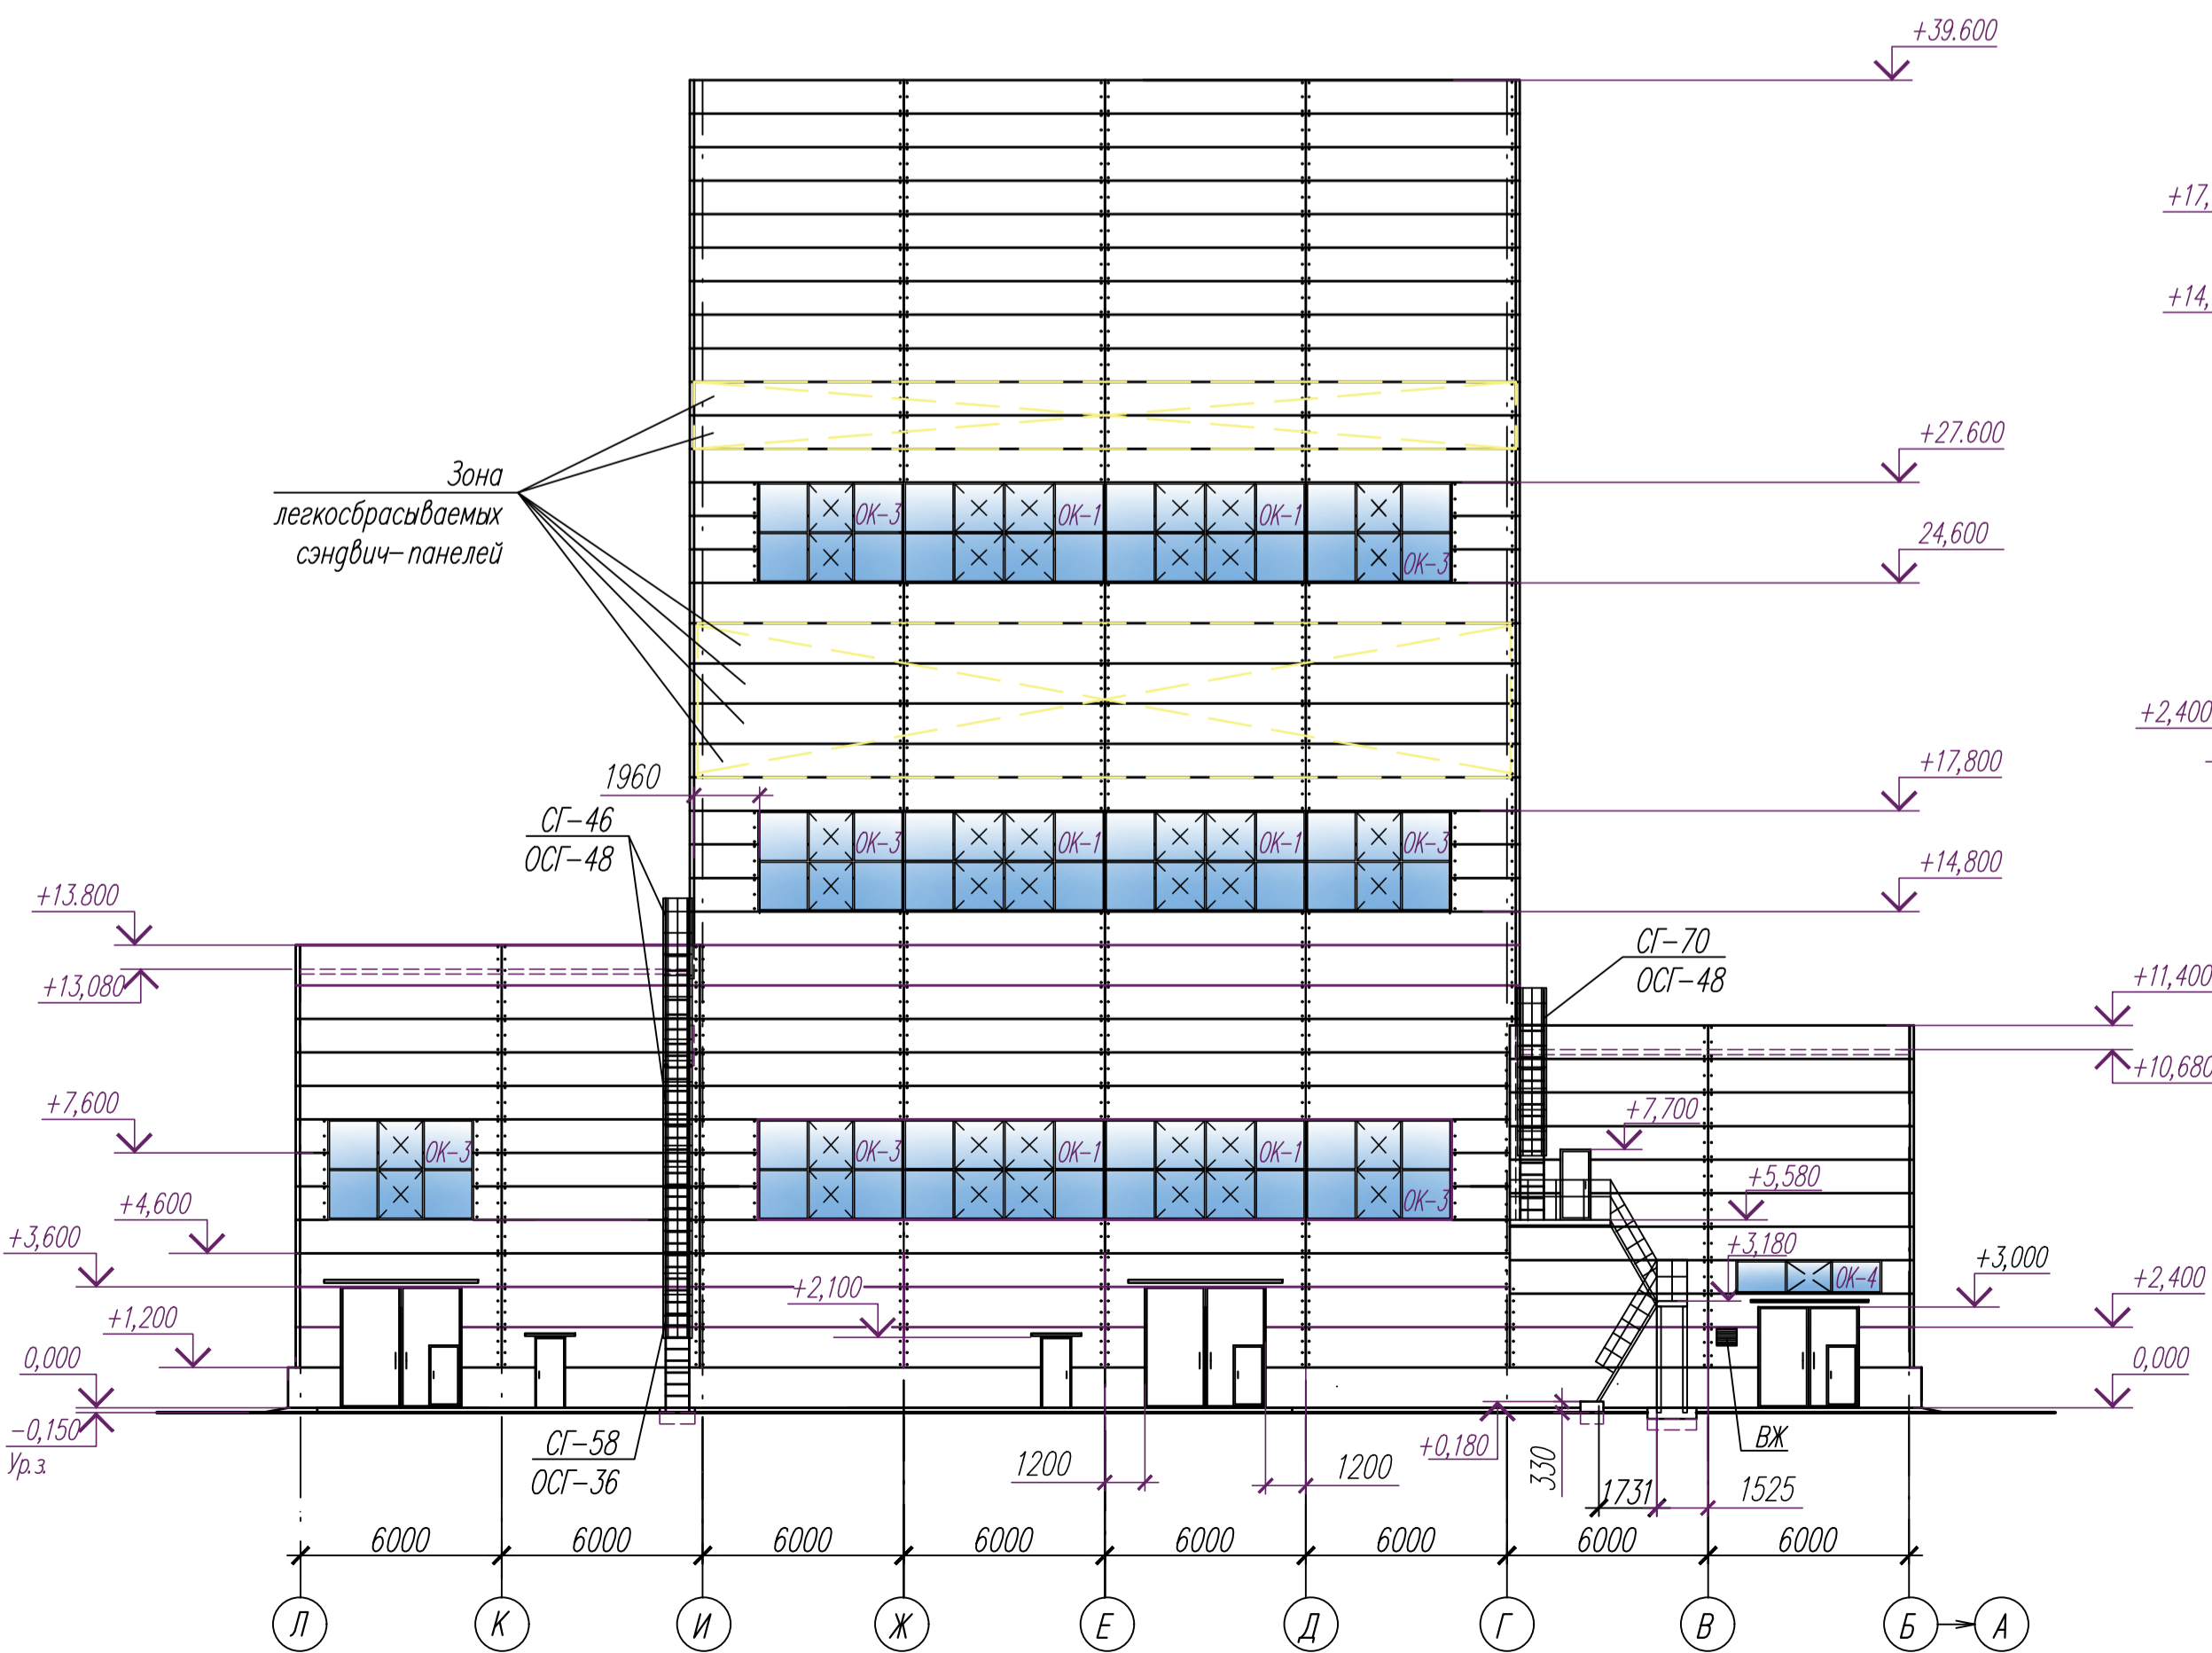 +39.600
+17,
+14,
+27.600
Зона
легкосбрасываемых
сэндвич-панелей
ОК-3
ОК-1
ОК-1
ОК-3
24,600
+2,400
1960
+17,800
СГ-46
ОСГ-48
ОК-3
ОК-1
ОК-1
ОК-3
+14,800
+13.800
СГ-70
ОСГ-48
+13,080
+11,400
+10,680
+7,600
+7,700
ОК-3
ОК-3
ОК-1
ОК-1
ОК-3
+5,580
+4,600
+3,600
+3,180
+3,000
ОК-4
+2,400
+2,100
+1,200
0,000
0,000
-0,150
Ур.з.
СГ-58
ОСГ-36
1200
1200
+0,180
330
ВЖ
1731
1525
6000
6000
6000
6000
6000
6000
6000
6000
Л
К
И
Ж
Е
Д
Г
В
Б
А